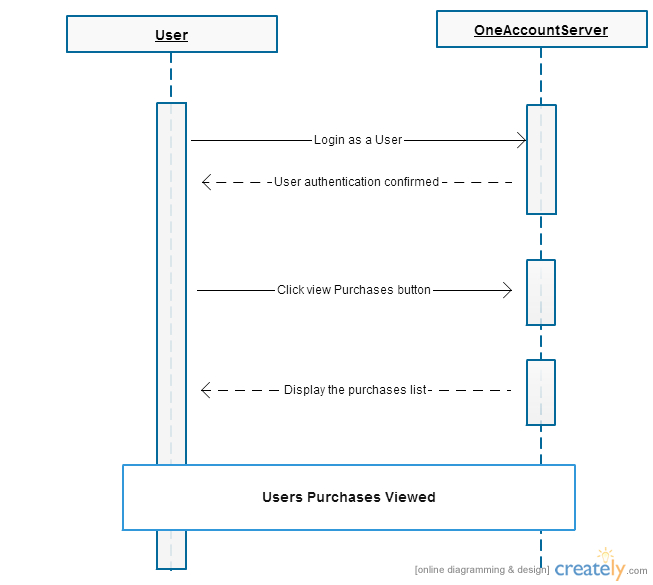 User
OneAccountServer
Login as a User
User authentication confirmed
Click view Purchases button
Display the purchases list
Users Purchases Viewed
[online diagramming & design] creately.com